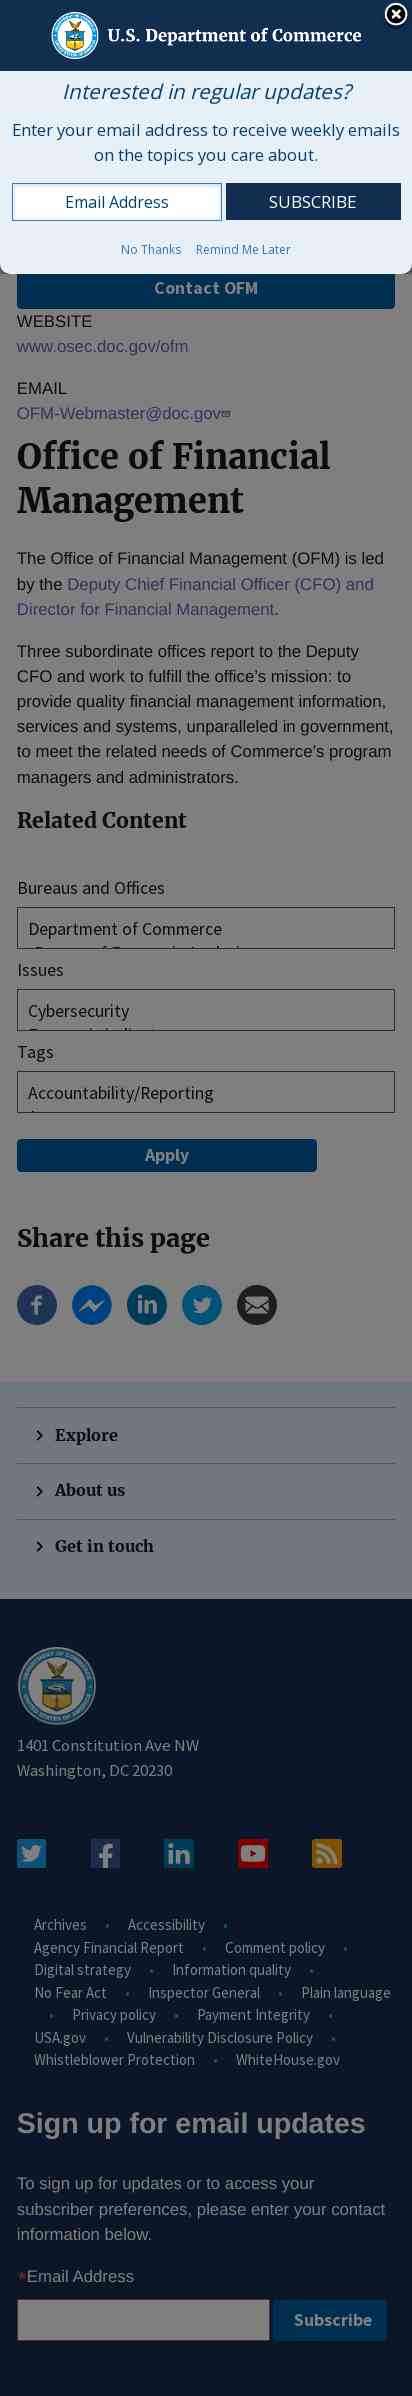 U.S. Department of Commerce
Interested in regular updates?
Enter your email address to receive weekly emails
on the topics you care about.
Email Address
SUBSCRIBE
No Thanks Remind Me Later
Contact OFM
WEBSITE
www.osec.doc.gov/ofm
EMAIL
OFM-Webmaster@doc.gov
Office of Financial
Management
The Office of Financial Management (OFM) is led
by the Deputy Chief Financial Officer (CFO) and
Director for Financial Management.
Three subordinate offices report to the Deputy
CFO and work to fulfill the office's mission: to
provide quality financial management information,
services and systems, unparalleled in government,
to meet the related needs of Commerce's program
managers and administrators.
Related Content
Bureaus and Offices
Department of Commerce
Issues
Cybersecurity
Tags
Accountability/Reporting
Apply
Share this page
Explore
About us
Get in touch
1401 Constitution Ave NW
Washington, DC 20230
Archives • Accessibility •
Agency Financial Report • Comment policy •
Digital strategy • Information quality •
No Fear Act • Inspector General • Plain language
• Privacy policy • Payment Integrity •
USA.gov • Vulnerability Disclosure Policy •
Whistleblower Protection • WhiteHouse.gov
Sign up for email updates
To sign up for updates or to access your
subscriber preferences, please enter your contact
information below.
*Email Address
Subscribe